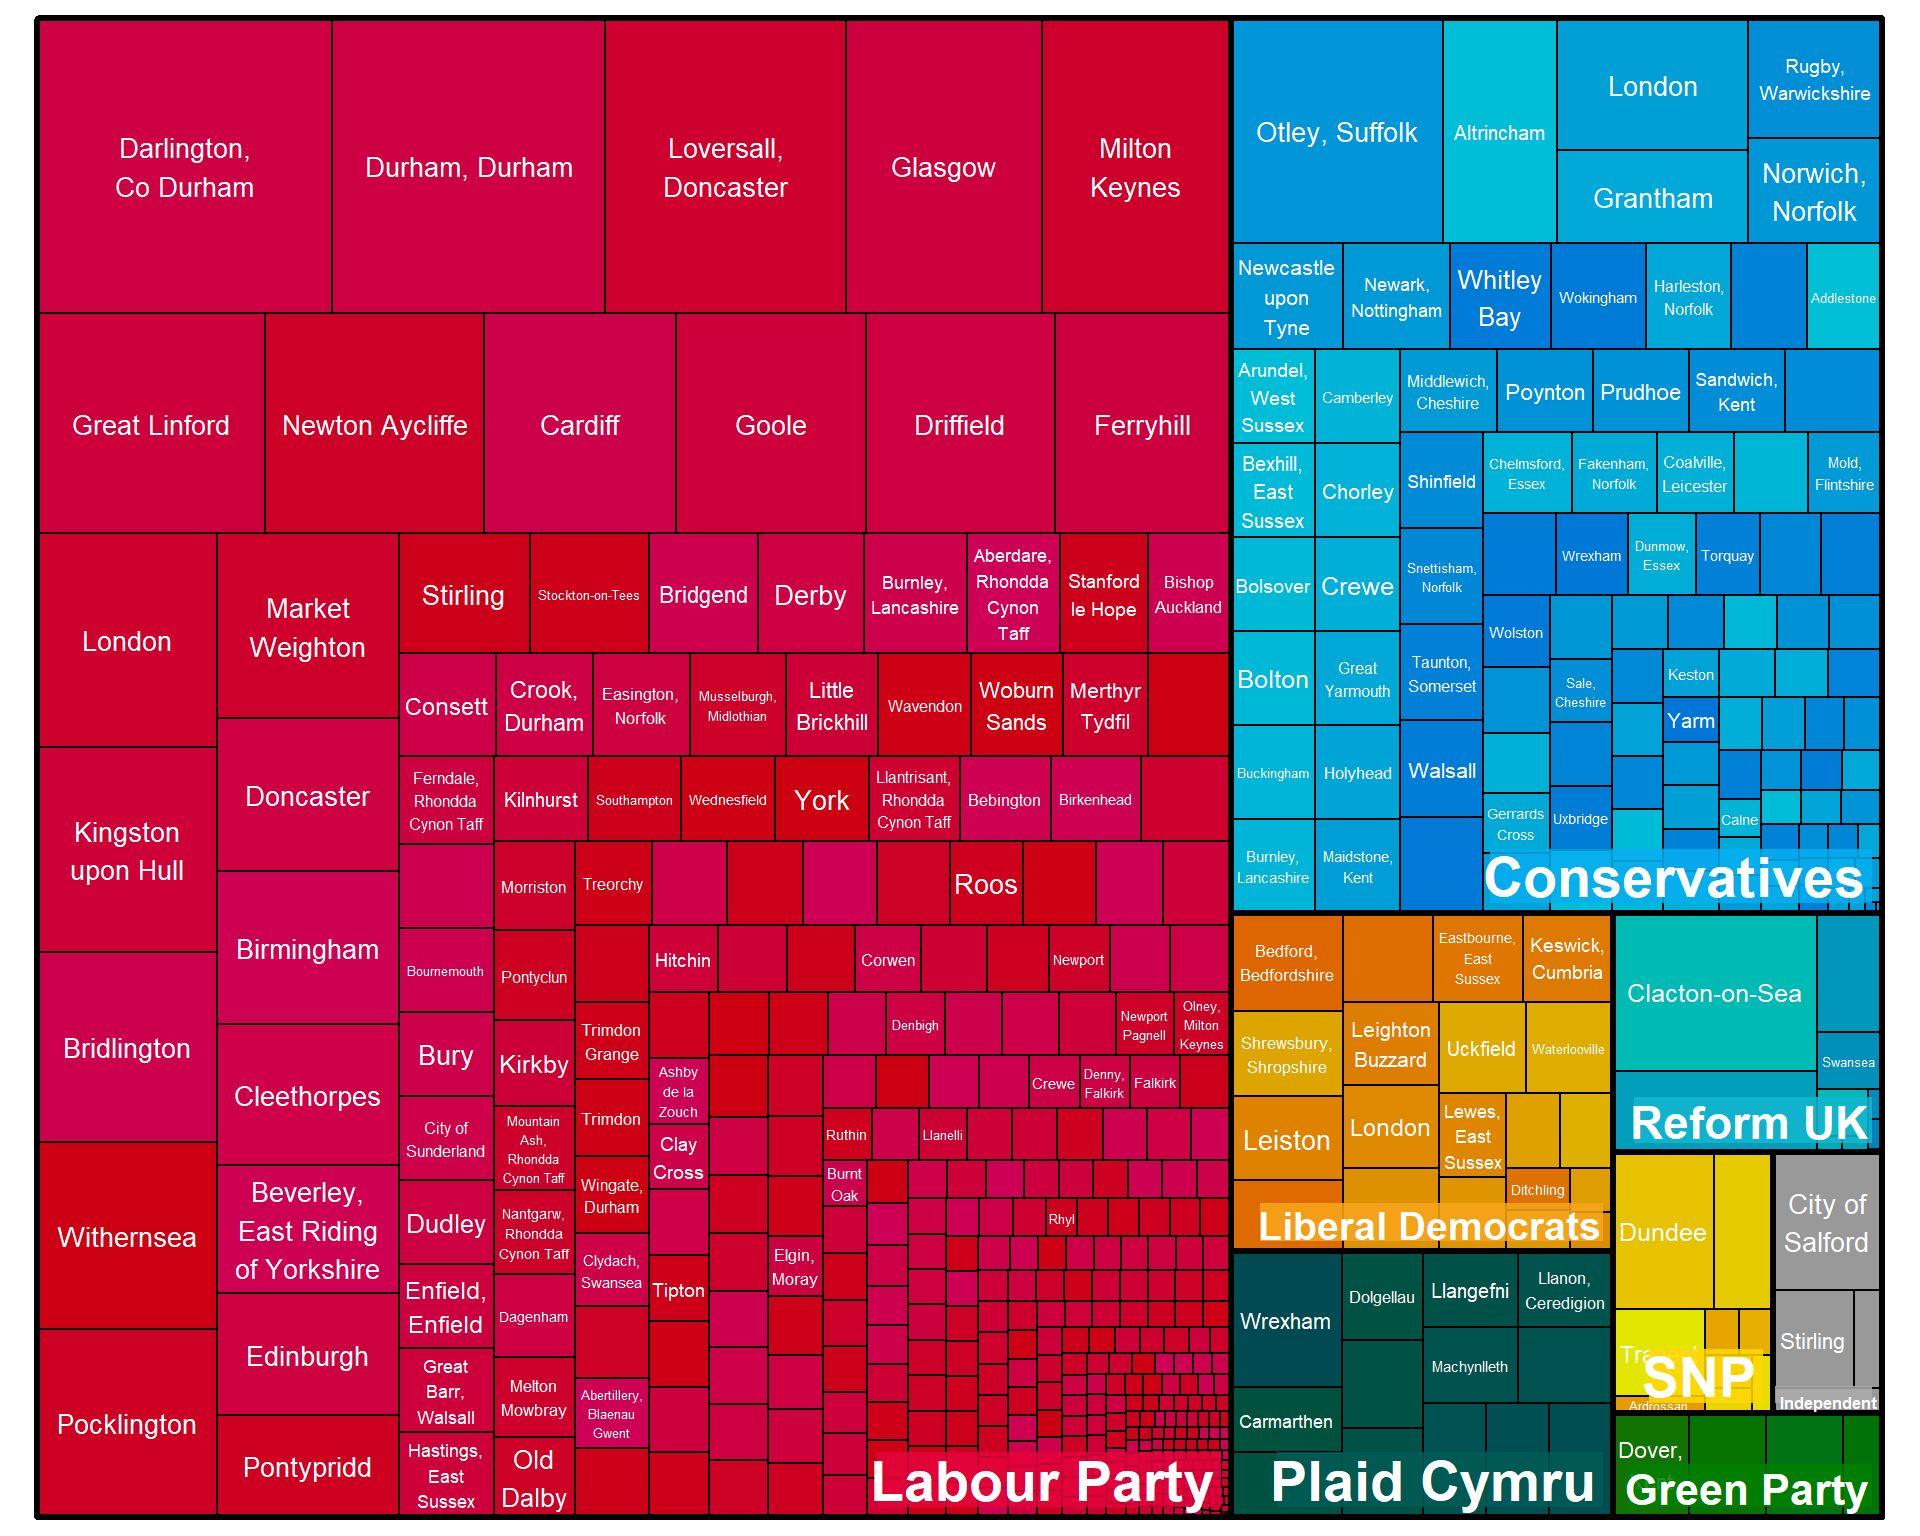 Darlington,
Co Durham
Durham, Durham
Loversall,
Doncaster
Glasgow
Milton
Keynes
Great Linford
Newton Aycliffe
Cardiff
Goole
Driffield
Ferryhill
London
Kingston
upon Hull
Bridlington
Withernsea
Pocklington
Market
Weighton
Doncaster
Birmingham
Cleethorpes
Beverley,
East Riding
of Yorkshire
Edinburgh
Pontypridd
Stirling
Stockton-on-Tees
Bridgend
Derby
Burnley,
Lancashire
Aberdare,
Rhondda
Cynon
Taff
Stanford
le Hope
Bishop
Auckland
Consett
Crook,
Durham
Easington,
Norfolk
Musselburgh,
Midlothian
Little
Brickhill
Wavendon
Woburn
Sands
Merthyr
Tydfil
Ferndale,
Rhondda
Cynon Taff
Kilnhurst
Southampton
Wednesfield
York
Llantrisant,
Rhondda
Cynon Taff
Bebington
Birkenhead
Bournemouth
Bury
City of
Sunderland
Dudley
Enfield,
Enfield
Great
Barr,
Walsall
Hastings,
East
Sussex
Morriston
Pontyclun
Kirkby
Mountain
Ash,
Rhondda
Cynon Taff
Nantgarw,
Rhondda
Cynon Taff
Dagenham
Melton
Mowbray
Old
Dalby
Treorchy
Roos
Trimdon
Grange
Trimdon
Wingate,
Durham
Clydach,
Swansea
Abertillery,
Blaenau
Gwent
Hitchin
Corwen
Newport
Ashby
de la
Zouch
Clay
Cross
Tipton
Denbigh
Newport
Pagnell
Olney,
Milton
Keynes
Elgin,
Moray
Crewe
Denny,
Falkirk
Falkirk
Ruthin
Llanelli
Burnt
Oak
Rhyl
Labour Party
Otley, Suffolk
Altrincham
London
Grantham
Rugby,
Warwickshire
Norwich,
Norfolk
Newcastle
upon
Tyne
Newark,
Nottingham
Whitley
Bay
Wokingham
Harleston,
Norfolk
Addlestone
Arundel,
West
Sussex
Camberley
Bexhill,
East
Sussex
Chorley
Bolsover
Crewe
Bolton
Great
Yarmouth
Buckingham
Holyhead
Burnley,
Lancashire
Maidstone,
Kent
Middlewich,
Cheshire
Poynton
Prudhoe
Sandwich,
Kent
Shinfield
Snettisham,
Norfolk
Taunton,
Somerset
Walsall
Chelmsford,
Essex
Fakenham,
Norfolk
Coalville,
Leicester
Mold,
Flintshire
Wrexham
Dunmow,
Essex
Torquay
Wolston
Gerrards
Cross
Sale,
Cheshire
Uxbridge
Keston
Yarm
Calne
Conservatives
Bedford,
Bedfordshire
Shrewsbury,
Shropshire
Leiston
Eastbourne,
East
Sussex
Keswick,
Cumbria
Leighton
Buzzard
London
Uckfield
Waterlooville
Lewes,
East
Sussex
Ditchling
Liberal Democrats
Clacton-on-Sea
Swansea
Reform UK
Wrexham
Carmarthen
Dolgellau
Llangefni
Llanon,
Ceredigion
Machynlleth
Plaid Cymru
Dundee
Ardrossan
SNP
City of
Salford
Stirling
Independent
Dover,
Green Party